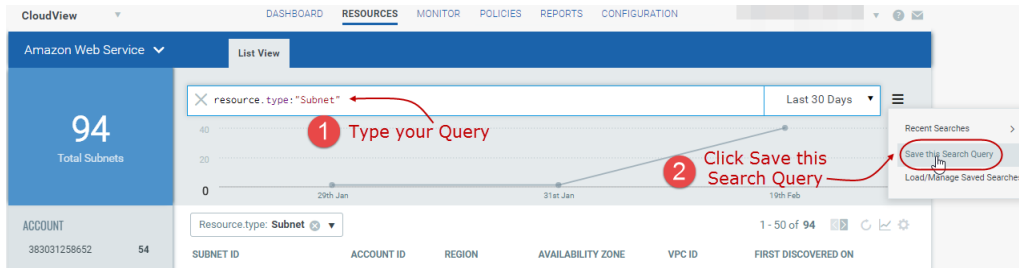 CloudView
DASHBOARD RESOURCES MONITOR POLICIES REPORTS CONFIGURATION
Amazon Web Service
List View
resource.type:"Subnet"
Last 30 Days
94
Total Subnets
40
20
0
29th Jan
31st Jan
19th Feb
1 Type your Query
2 Click Save this
Search Query
Recent Searches
Save this Search Query
Load/Manage Saved Searches
ACCOUNT
383031258652 54
Resource.type: Subnet
1 - 50 of 94
SUBNET ID ACCOUNT ID REGION AVAILABILITY ZONE VPC ID FIRST DISCOVERED ON